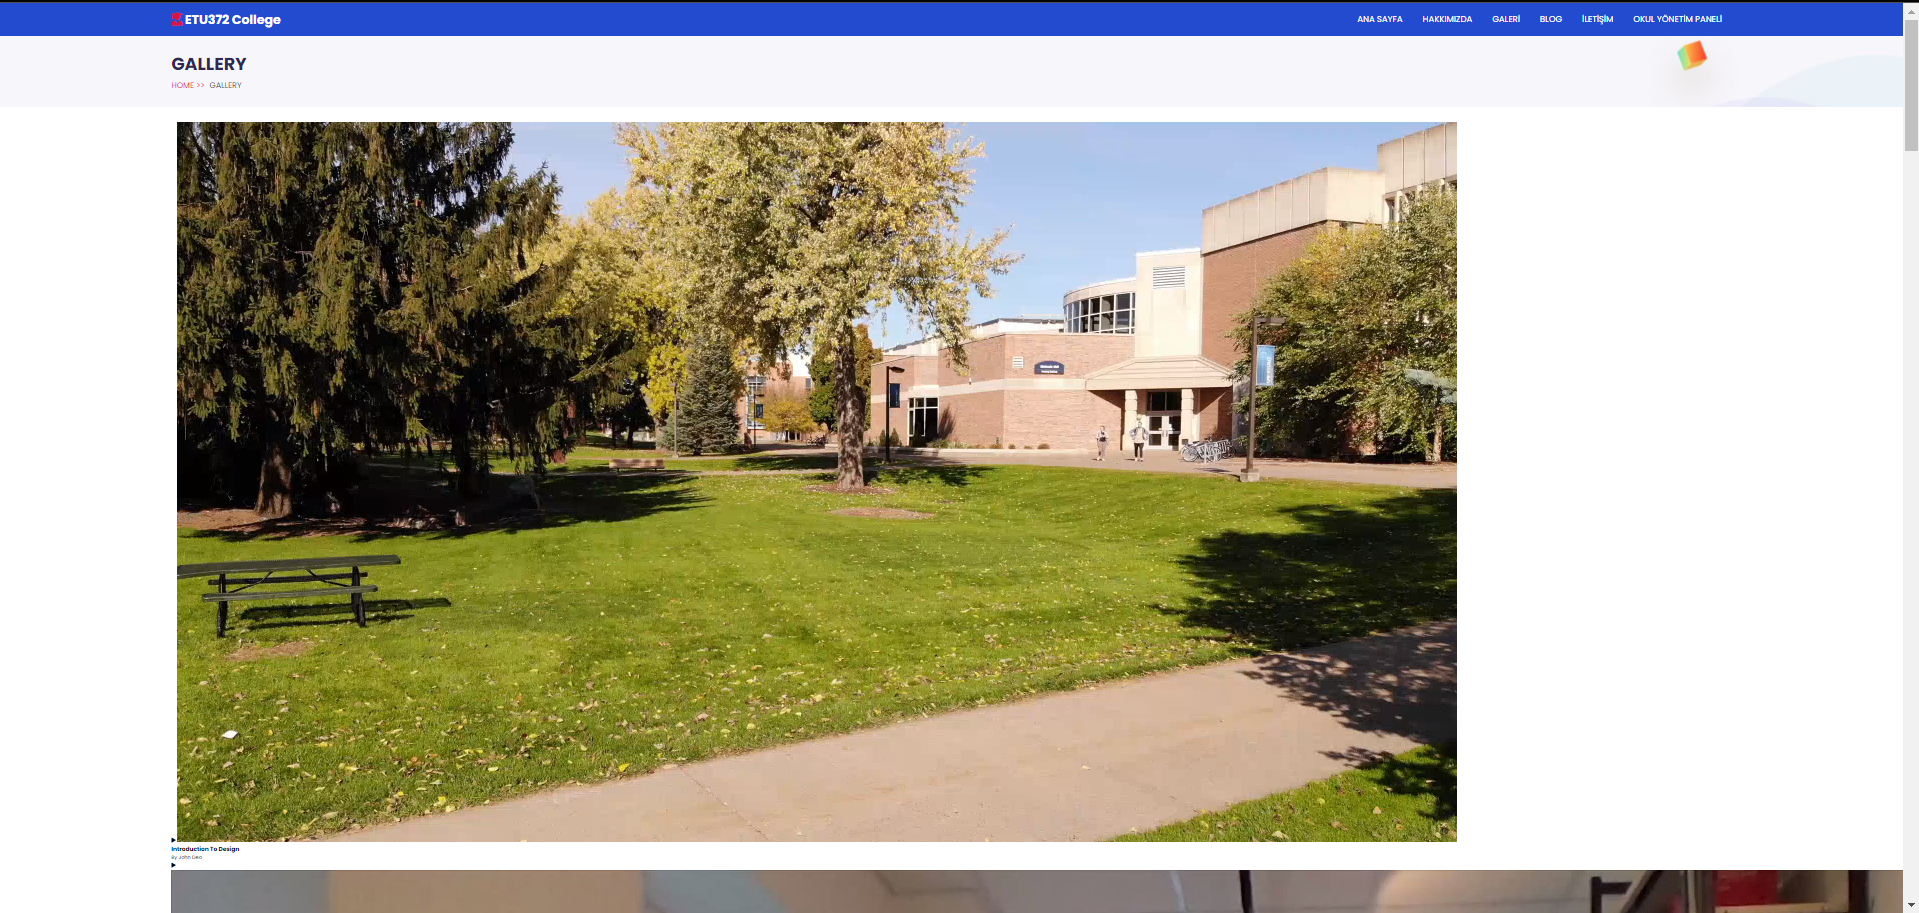 ETU372 College
ANA SAYFA HAKKIMIZDA GALERİ BLOG İLETİŞİM OKUL YÖNETİM PANELİ
GALLERY
HOME >> GALLERY
Introduction To Design
By John Deo